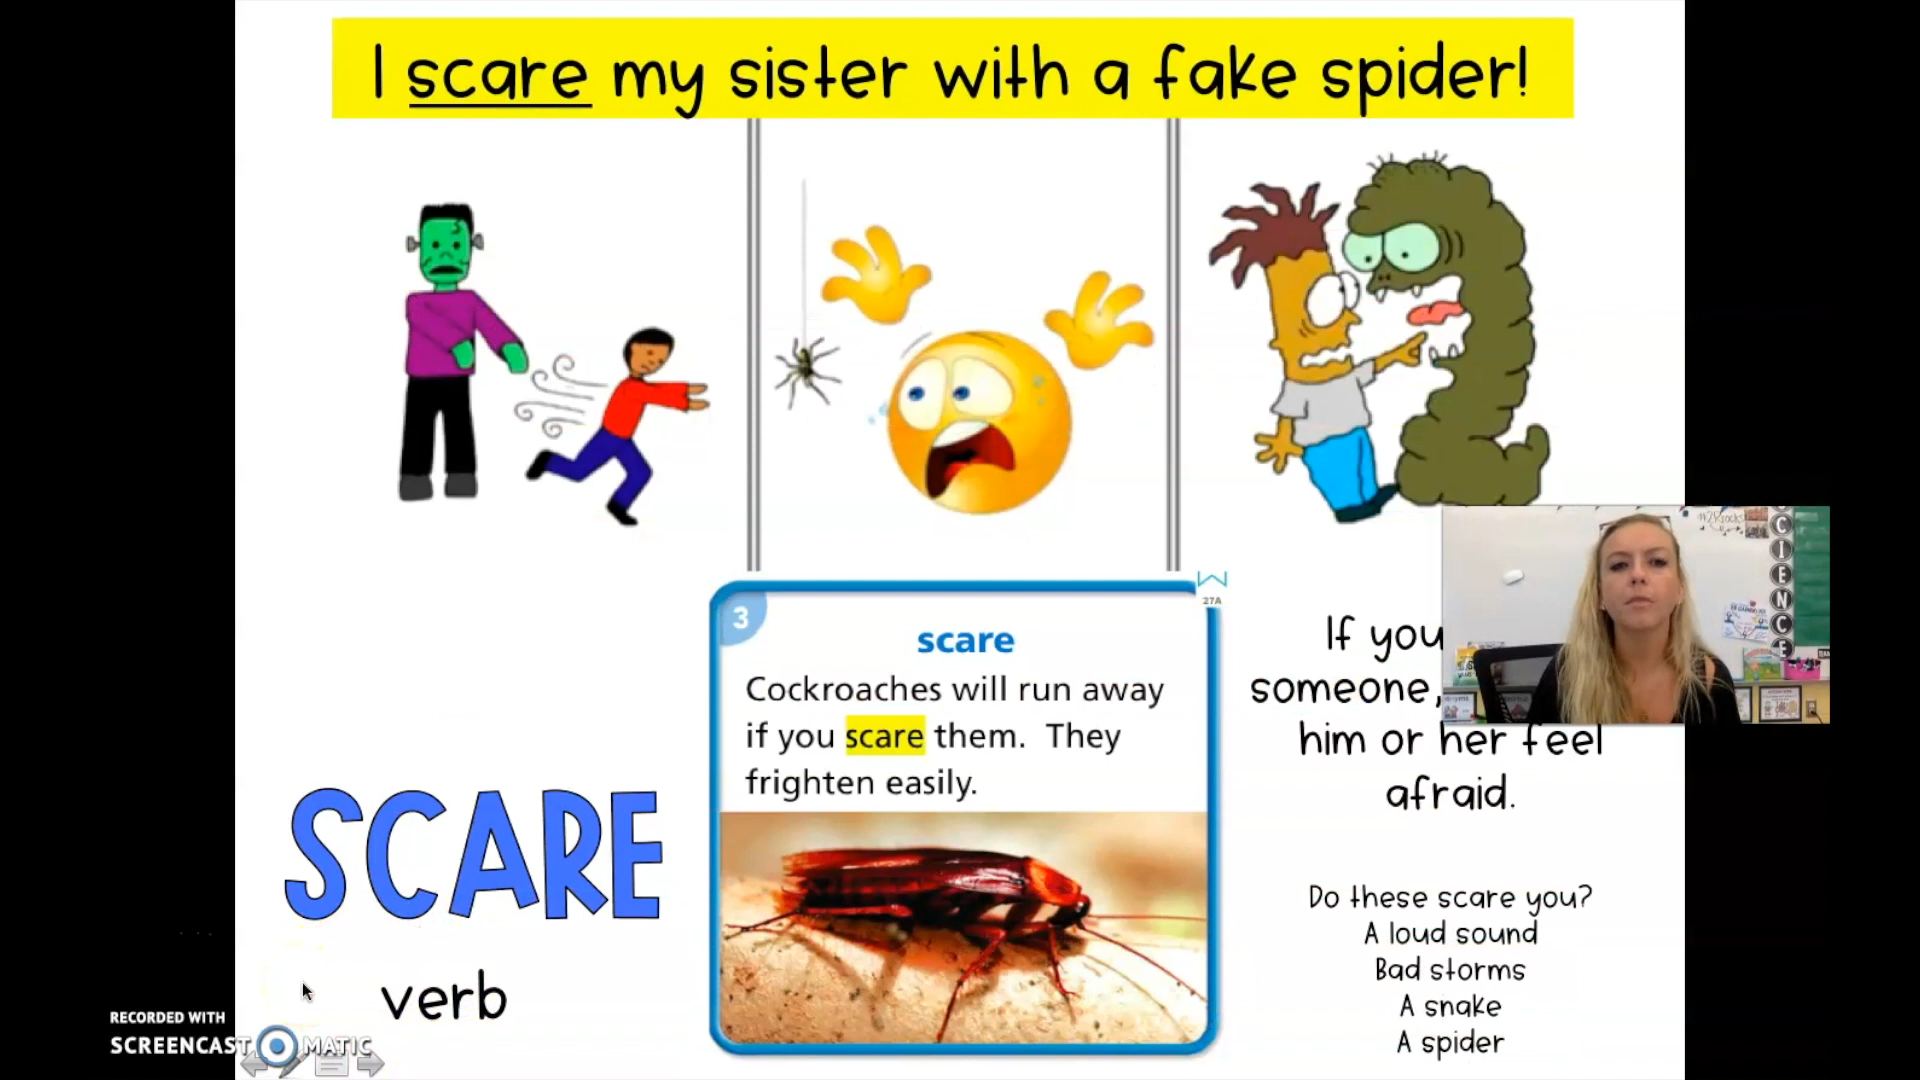 I scare my sister with a fake spider!
27A
3
scare
Cockroaches will run away
if you scare them. They
frighten easily.
If you
someone,
him or her feel
afraid.
Do these scare you?
A loud sound
Bad storms
A snake
A spider
SCARE
verb
CIENCE
RECORDED WITH
SCREENCAST MATIC